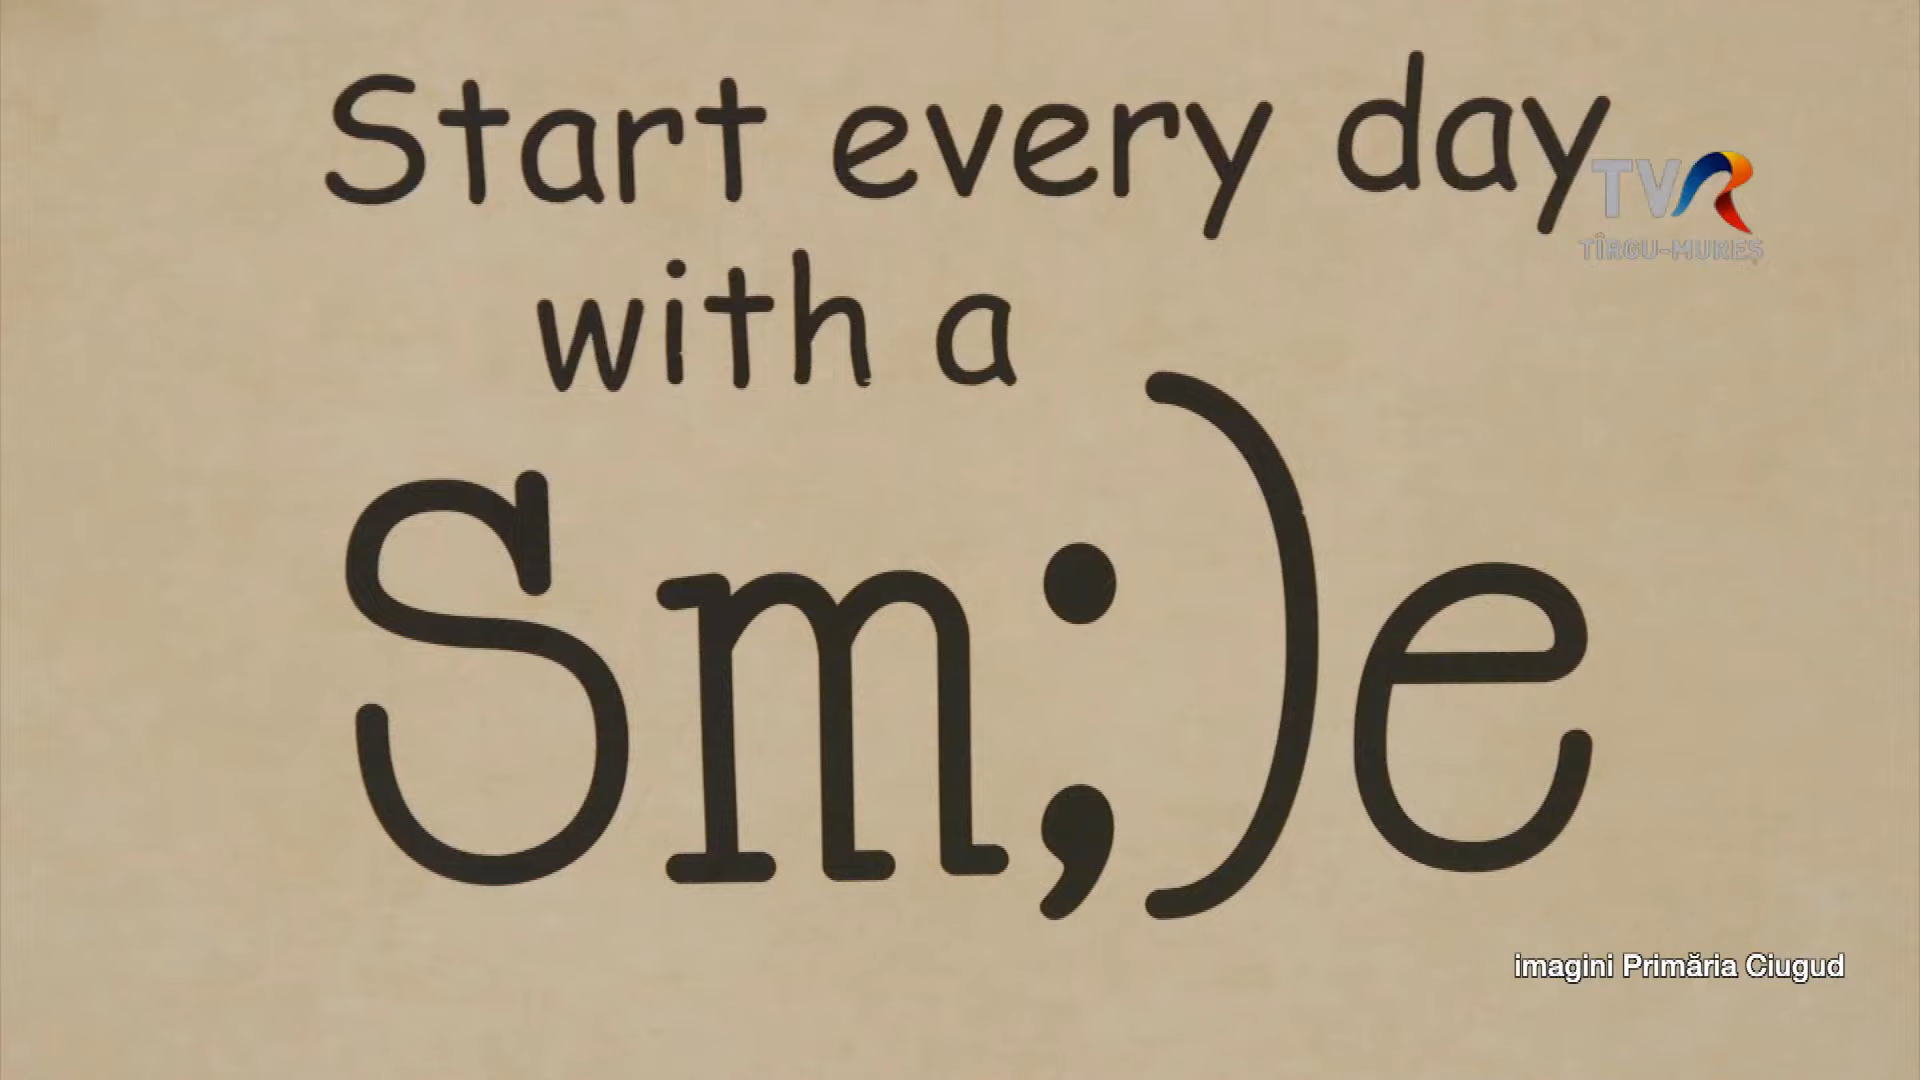 Start every day
TVR
TÎRGU-MUREȘ
with a
Sm;)e
imagini Primăria Ciugud